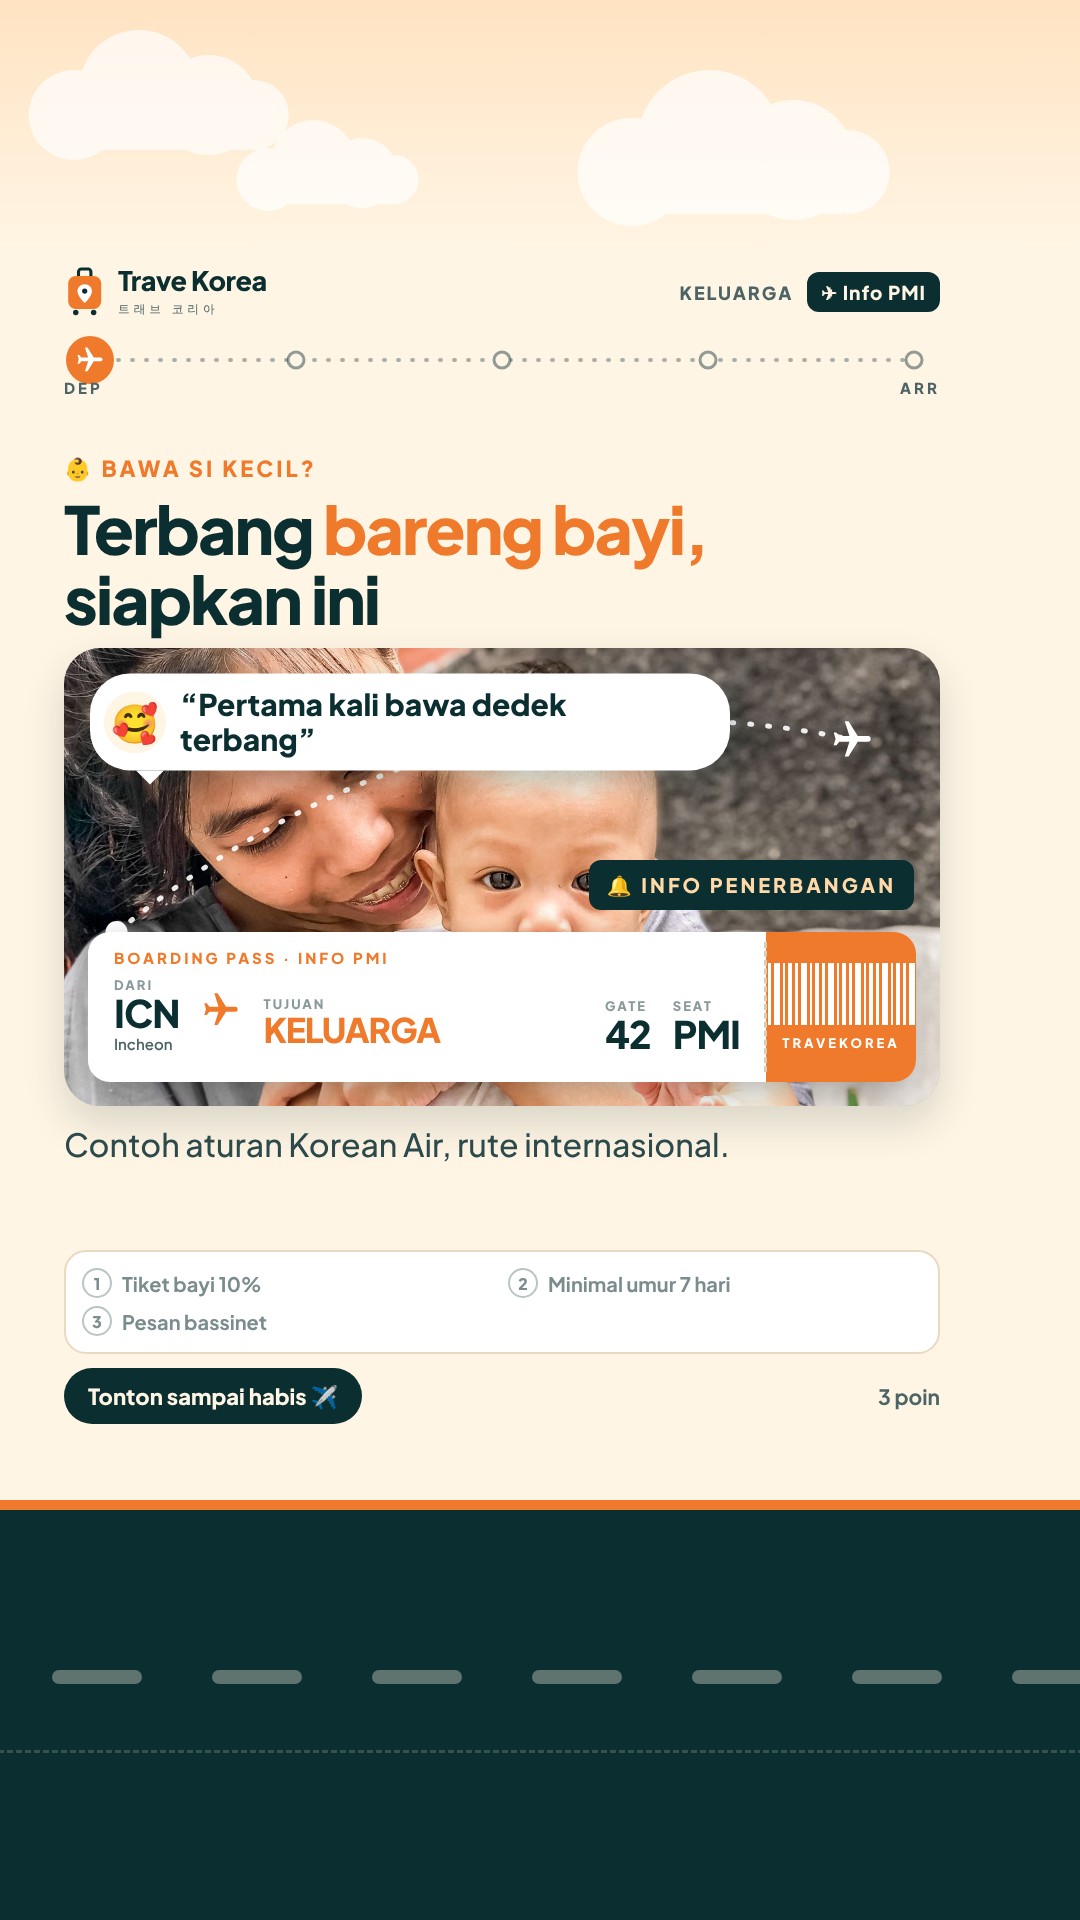 Trave Korea
트래브 코리아
KELUARGA
✈ Info PMI
DEP
ARR
👶 BAWA SI KECIL?
Terbang bareng bayi,
siapkan ini
🥰 “Pertama kali bawa dedek
terbang”
🔔 INFO PENERBANGAN
BOARDING PASS · INFO PMI
DARI
ICN
Incheon
TUJUAN
KELUARGA
GATE
42
SEAT
PMI
TRAVEKOREA
Contoh aturan Korean Air, rute internasional.
1 Tiket bayi 10%
2 Minimal umur 7 hari
3 Pesan bassinet
Tonton sampai habis ✈️
3 poin